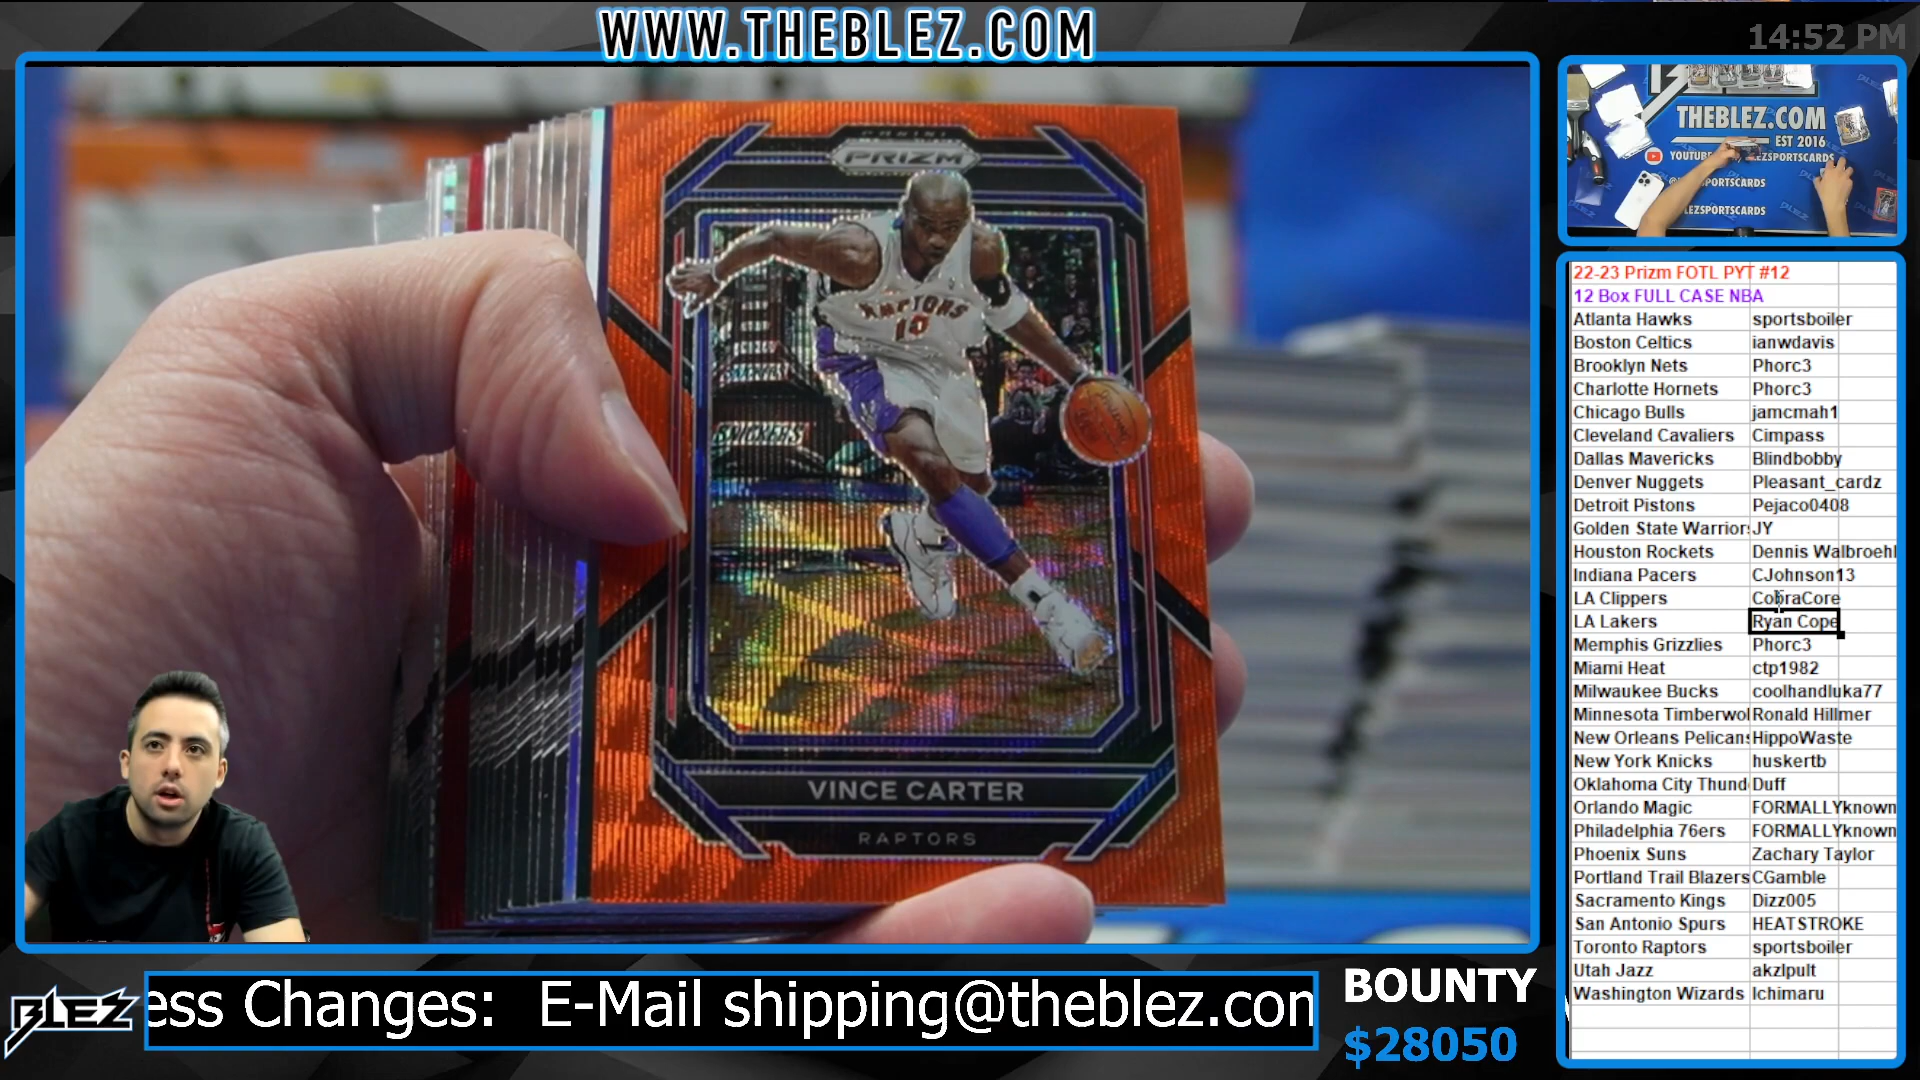 WWW.THEBLEZ.COM
14:52 PM
PANINI
PRIZM
RAPTORS
15
VINCE CARTER
RAPTORS
THEBLEZ.COM
EST 2016
22-23 Prizm FOTL PYT #12
12 Box FULL CASE NBA
Atlanta Hawks sportsboiler
Boston Celtics ianwdavis
Brooklyn Nets Phorc3
Charlotte Hornets Phorc3
Chicago Bulls jamcmah1
Cleveland Cavaliers Cimpass
Dallas Mavericks Blindbobby
Denver Nuggets Pleasant_cardz
Detroit Pistons Pejaco0408
Golden State Warrior JY
Houston Rockets Dennis Walbroehl
Indiana Pacers CJohnson13
LA Clippers CobraCore
LA Lakers Ryan Cope
Memphis Grizzlies Phorc3
Miami Heat ctp1982
Milwaukee Bucks coolhandluka77
Minnesota Timberwol Ronald Hillmer
New Orleans Pelicans HippoWaste
New York Knicks huskertb
Oklahoma City Thund Duff
Orlando Magic FORMALLYknown
Philadelphia 76ers FORMALLYknown
Phoenix Suns Zachary Taylor
Portland Trail Blazers CGamble
Sacramento Kings Dizz005
San Antonio Spurs HEATSTROKE
Toronto Raptors sportsboiler
Utah Jazz akzlpult
Washington Wizards Ichimaru
BLEZ
ess Changes: E-Mail shipping@theblez.com
BOUNTY
$28050